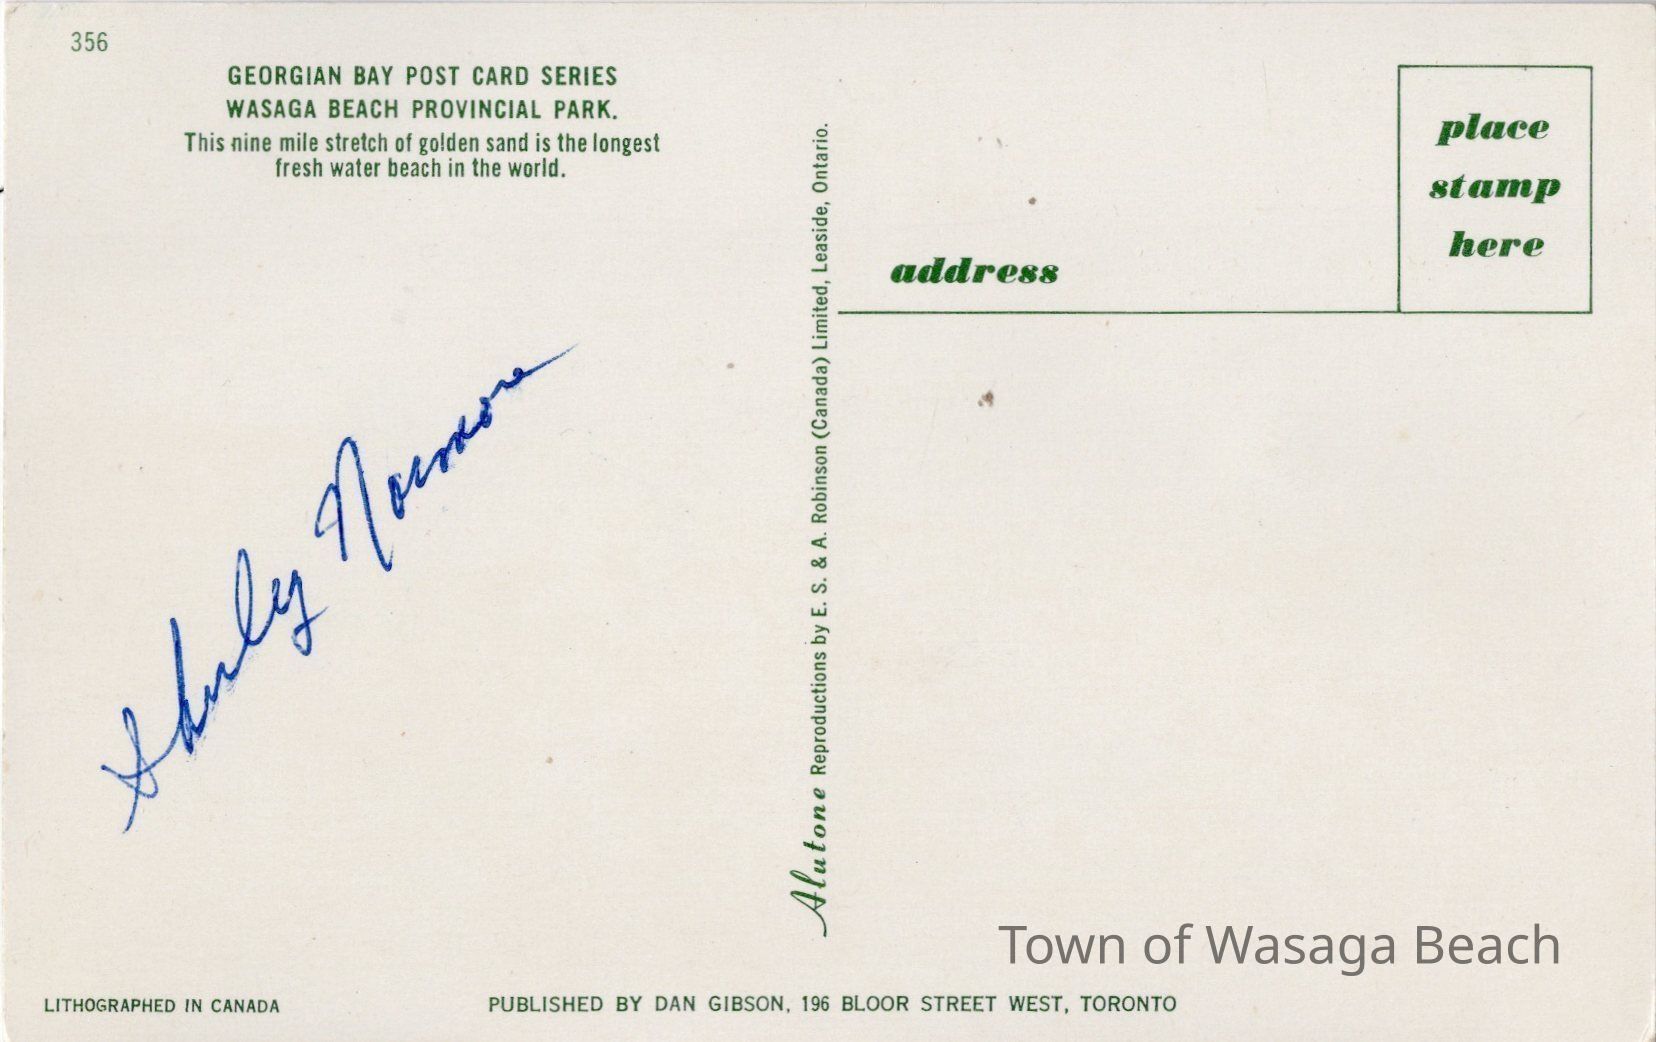 356
GEORGIAN BAY POST CARD SERIES
WASAGA BEACH PROVINCIAL PARK.
This nine mile stretch of golden sand is the longest
fresh water beach in the world.
Shirley Normore
Alutone Reproductions by E. S. & A. Robinson (Canada) Limited, Leaside, Ontario.
place
stamp
here
address
Town of Wasaga Beach
LITHOGRAPHED IN CANADA
PUBLISHED BY DAN GIBSON, 196 BLOOR STREET WEST, TORONTO